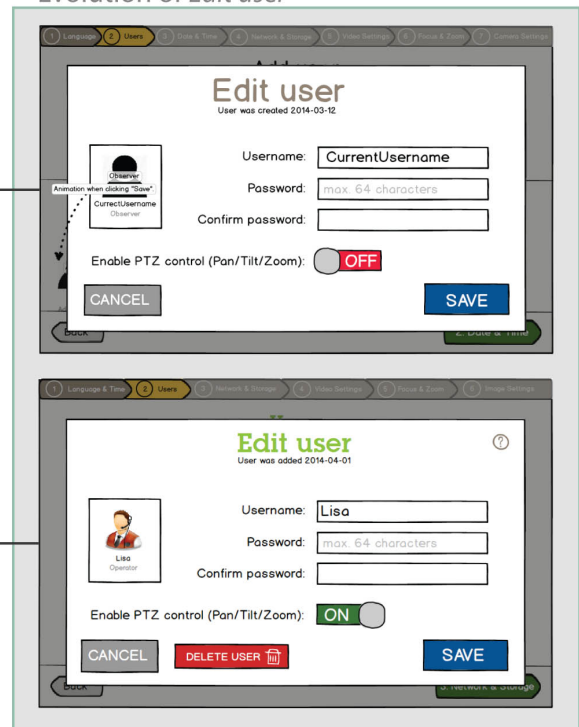 Evolution of Edit user
1 Language 2 Users 3 Date & Time 4 Network & Storage 5 Video Settings 6 Focus & Zoom 7 Camera Settings
Edit user
User was created 2014-03-12
Observer
Animation when clicking "Save"
CurrectUsername
Observer
Username: CurrentUsername
Password: max. 64 characters
Confirm password:
Enable PTZ control (Pan/Tilt/Zoom): OFF
CANCEL SAVE
Back 2. Date & Time
1 Language & Time 2 Users 3 Network & Storage 4 Video Settings 5 Focus & Zoom 6 Image Settings
Edit user ?
User was added 2014-04-01
Lisa
Operator
Username: Lisa
Password: max. 64 characters
Confirm password:
Enable PTZ control (Pan/Tilt/Zoom): ON
CANCEL DELETE USER SAVE
Back 3. Network & Storage